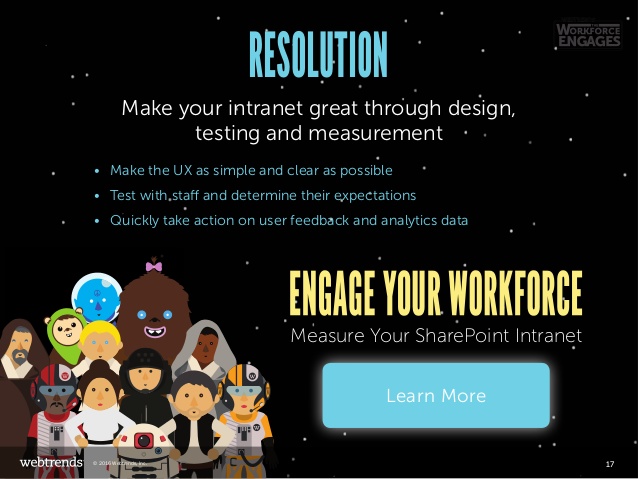 WORKFORCE
ENGAGES
RESOLUTION
Make your intranet great through design,
testing and measurement
• Make the UX as simple and clear as possible
• Test with staff and determine their expectations
• Quickly take action on user feedback and analytics data
ENGAGE YOUR WORKFORCE
Measure Your SharePoint Intranet
Learn More
webtrends
© 2016 Webtrends, Inc.
17